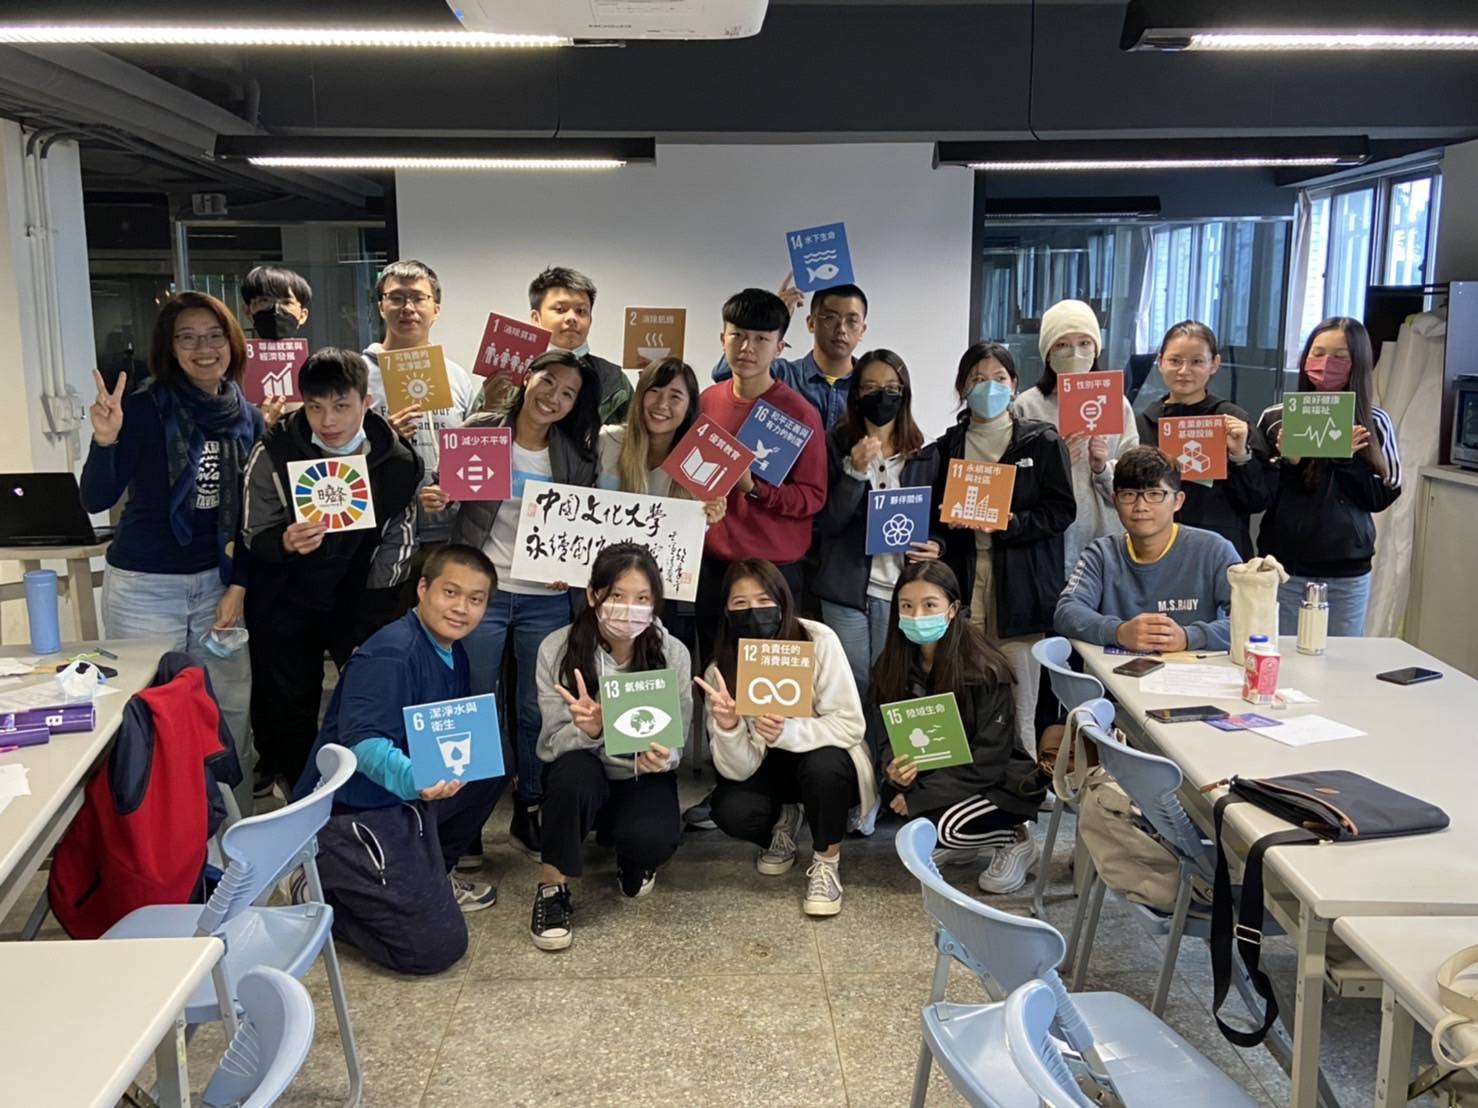 14 水下生命
1 消除貧窮
2 消除飢餓
8 尊嚴就業與
經濟發展
7 可負擔的
潔淨能源
5 性別平等
3 良好健康
與福祉
16 和平正義與
有力的制度
4 優質教育
9 產業創新與
基礎設施
10 減少不平等
11 永續城市
與社區
17 夥伴關係
中國文化大學
永續創
M.S.RAUY
12 負責任的
消費與生產
13 氣候行動
6 潔淨水與
衛生
15 陸域生命